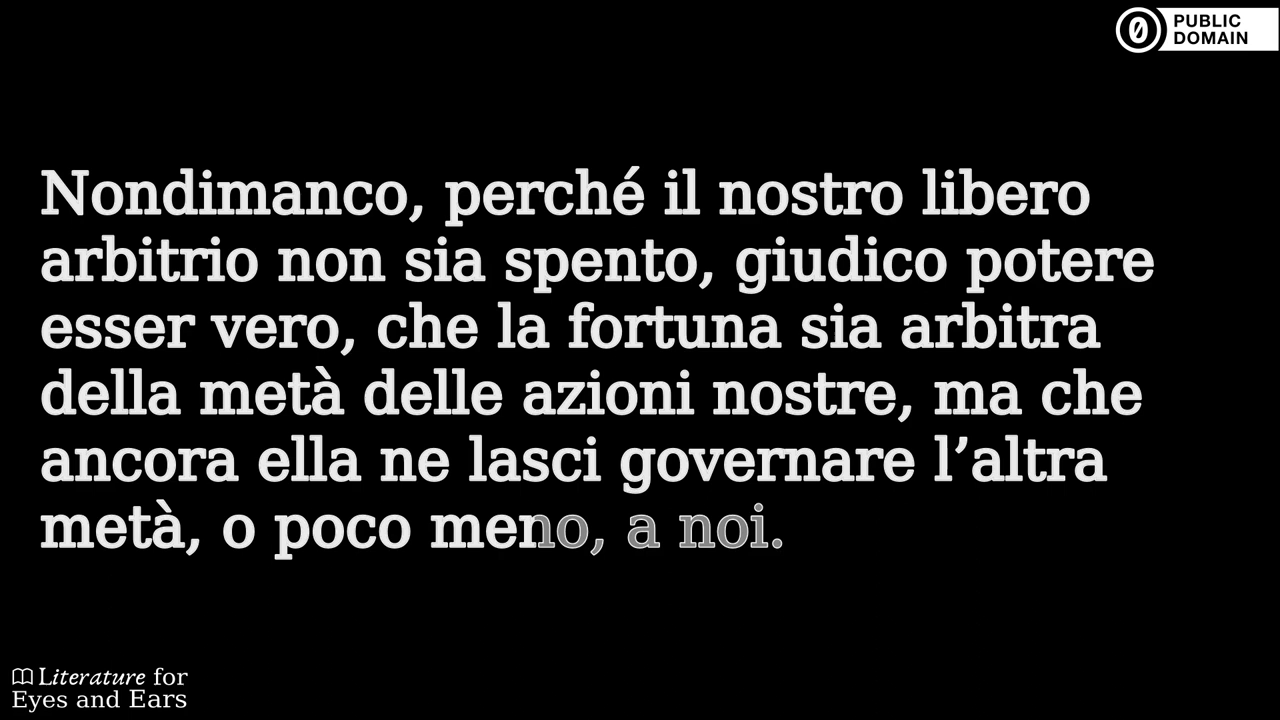 PUBLIC
DOMAIN
Nondimanco, perché il nostro libero
arbitrio non sia spento, giudico potere
esser vero, che la fortuna sia arbitra
della metà delle azioni nostre, ma che
ancora ella ne lasci governare l’altra
metà, o poco meno, a noi.
Literature for
Eyes and Ears